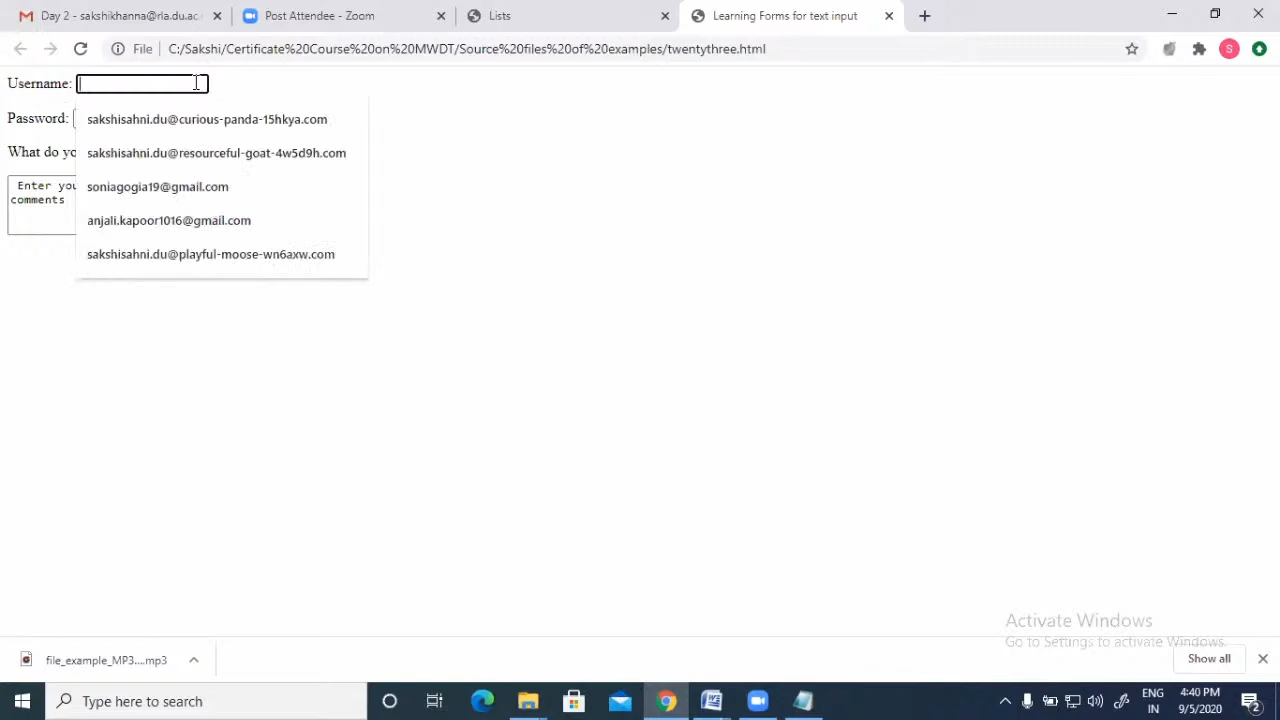 Day 2 - sakshikhanna@rla.du.ac.
Post Attendee - Zoom
Lists
Learning Forms for text input
File
C:/Sakshi/Certificate%20Course%20on%20MWDT/Source%20files%20of%20examples/twentythree.html
S
Username:
sakshisahni.du@curious-panda-15hkya.com
Password:
sakshisahni.du@resourceful-goat-4w5d9h.com
What do yo
Enter you
comments
soniagogia19@gmail.com
anjali.kapoor1016@gmail.com
sakshisahni.du@playful-moose-wn6axw.com
Activate Windows
Go to Settings to activate Windows.
file_example_MP3....mp3
Show all
Type here to search
ENG
IN
4:40 PM
9/5/2020
2